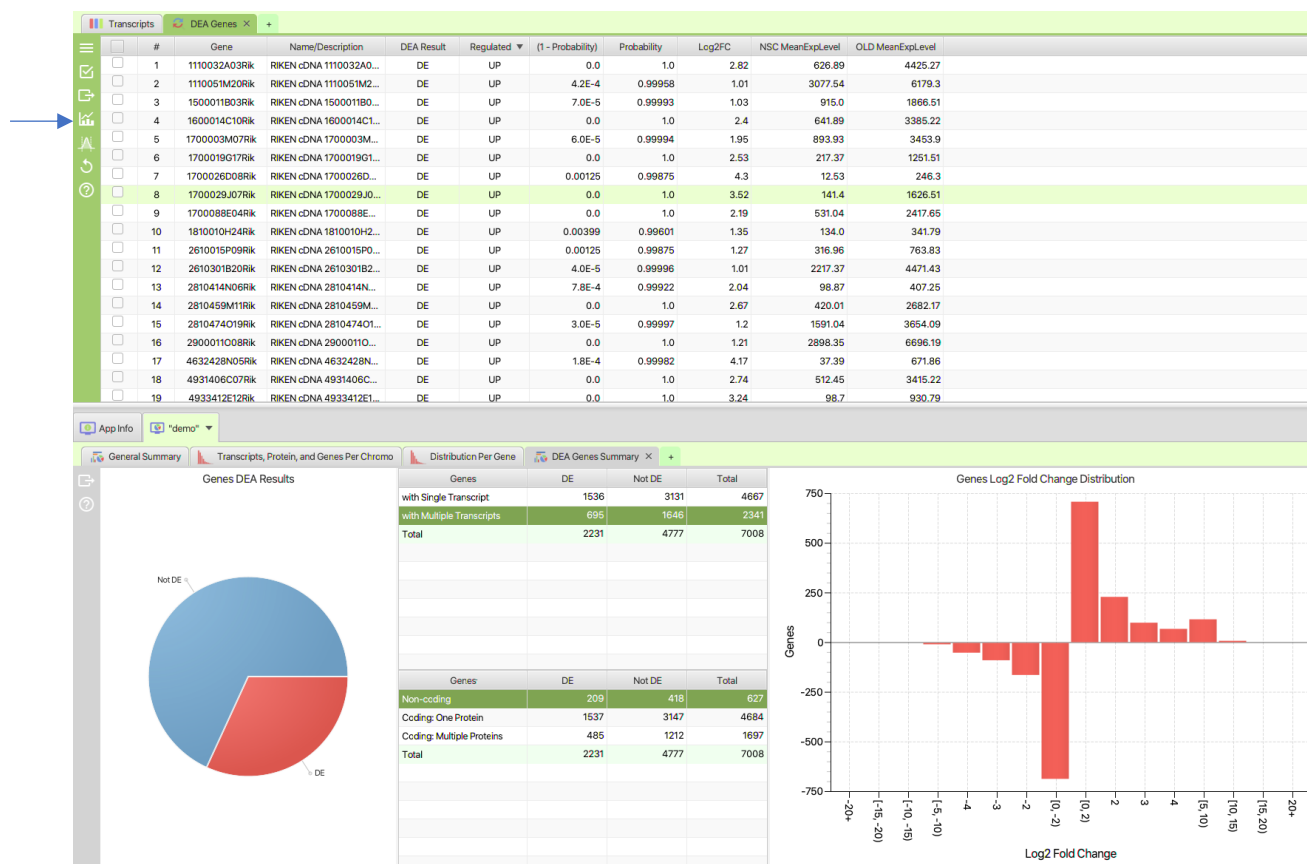 Transcripts DEA Genes × +
# Gene Name/Description DEA Result Regulated ▼ (1 - Probability) Probability Log2FC NSC MeanExpLevel OLD MeanExpLevel
1 1110032A03Rik RIKEN cDNA 1110032A0... DE UP 0.0 1.0 2.82 626.89 4425.27
2 1110051M20Rik RIKEN cDNA 1110051M2... DE UP 4.2E-4 0.99958 1.01 3077.54 6179.3
3 1500011B03Rik RIKEN cDNA 1500011B0... DE UP 7.0E-5 0.99993 1.03 915.0 1866.51
4 1600014C10Rik RIKEN cDNA 1600014C1... DE UP 0.0 1.0 2.4 641.89 3385.22
5 1700003M07Rik RIKEN cDNA 1700003M... DE UP 6.0E-5 0.99994 1.95 893.93 3453.9
6 1700019G17Rik RIKEN cDNA 1700019G1... DE UP 0.0 1.0 2.53 217.37 1251.51
7 1700026D08Rik RIKEN cDNA 1700026D... DE UP 0.00125 0.99875 4.3 12.53 246.3
8 1700029J07Rik RIKEN cDNA 1700029J0... DE UP 0.0 1.0 3.52 141.4 1626.51
9 1700088E04Rik RIKEN cDNA 1700088E... DE UP 0.0 1.0 2.19 531.04 2417.65
10 1810010H24Rik RIKEN cDNA 1810010H2... DE UP 0.00399 0.99601 1.35 134.0 341.79
11 2610015P09Rik RIKEN cDNA 2610015P0... DE UP 0.00125 0.99875 1.27 316.96 763.83
12 2610301B20Rik RIKEN cDNA 2610301B2... DE UP 4.0E-5 0.99996 1.01 2217.37 4471.43
13 2810414N06Rik RIKEN cDNA 2810414N... DE UP 7.8E-4 0.99922 2.04 98.87 407.25
14 2810459M11Rik RIKEN cDNA 2810459M... DE UP 0.0 1.0 2.67 420.01 2682.17
15 2810474O19Rik RIKEN cDNA 2810474O1... DE UP 3.0E-5 0.99997 1.2 1591.04 3654.09
16 2900011O08Rik RIKEN cDNA 2900011O... DE UP 0.0 1.0 1.21 2898.35 6696.19
17 4632428N05Rik RIKEN cDNA 4632428N... DE UP 1.8E-4 0.99982 4.17 37.39 671.86
18 4931406C07Rik RIKEN cDNA 4931406C... DE UP 0.0 1.0 2.74 512.45 3415.22
19 4933412E12Rik RIKEN cDNA 4933412E1... DE UP 0.0 1.0 3.24 98.7 930.79
App Info "demo" ▼
General Summary Transcripts, Protein, and Genes Per Chromo Distribution Per Gene DEA Genes Summary × +
Genes DEA Results
Not DE
DE
Genes DE Not DE Total
with Single Transcript 1536 3131 4667
with Multiple Transcripts 695 1646 2341
Total 2231 4777 7008
Genes DE Not DE Total
Non-coding 209 418 627
Coding: One Protein 1537 3147 4684
Coding: Multiple Proteins 485 1212 1697
Total 2231 4777 7008
Genes Log2 Fold Change Distribution
750
500
250
0
-250
-500
-750
Genes
-20+ [-15, -20) [-10, -15) [-5, -10) -4 -3 -2 [0, -2) [0, 2) 2 3 4 [5, 10) [10, 15) [15, 20) 20+
Log2 Fold Change